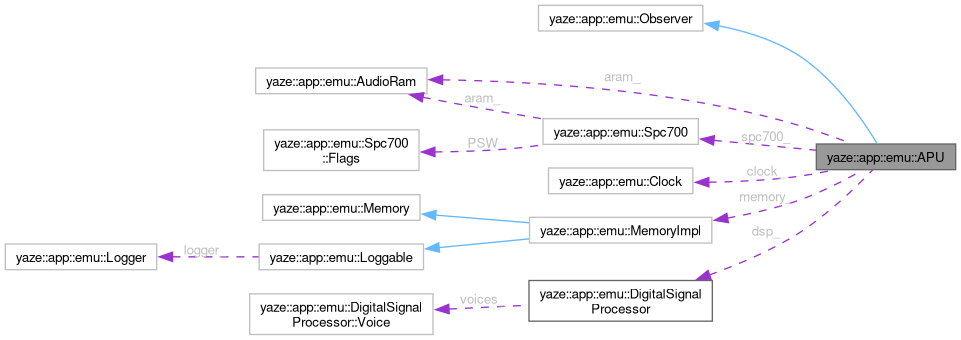 yaze::app::emu::Observer
aram_
yaze::app::emu::AudioRam
aram_
yaze::app::emu::Spc700
spc700_
PSW
yaze::app::emu::Spc700
::Flags
yaze::app::emu::APU
clock_
yaze::app::emu::Clock
memory_
yaze::app::emu::Memory
yaze::app::emu::MemoryImpl
dsp_
logger_
yaze::app::emu::Logger
yaze::app::emu::Loggable
yaze::app::emu::DigitalSignal
Processor
voices
yaze::app::emu::DigitalSignal
Processor::Voice